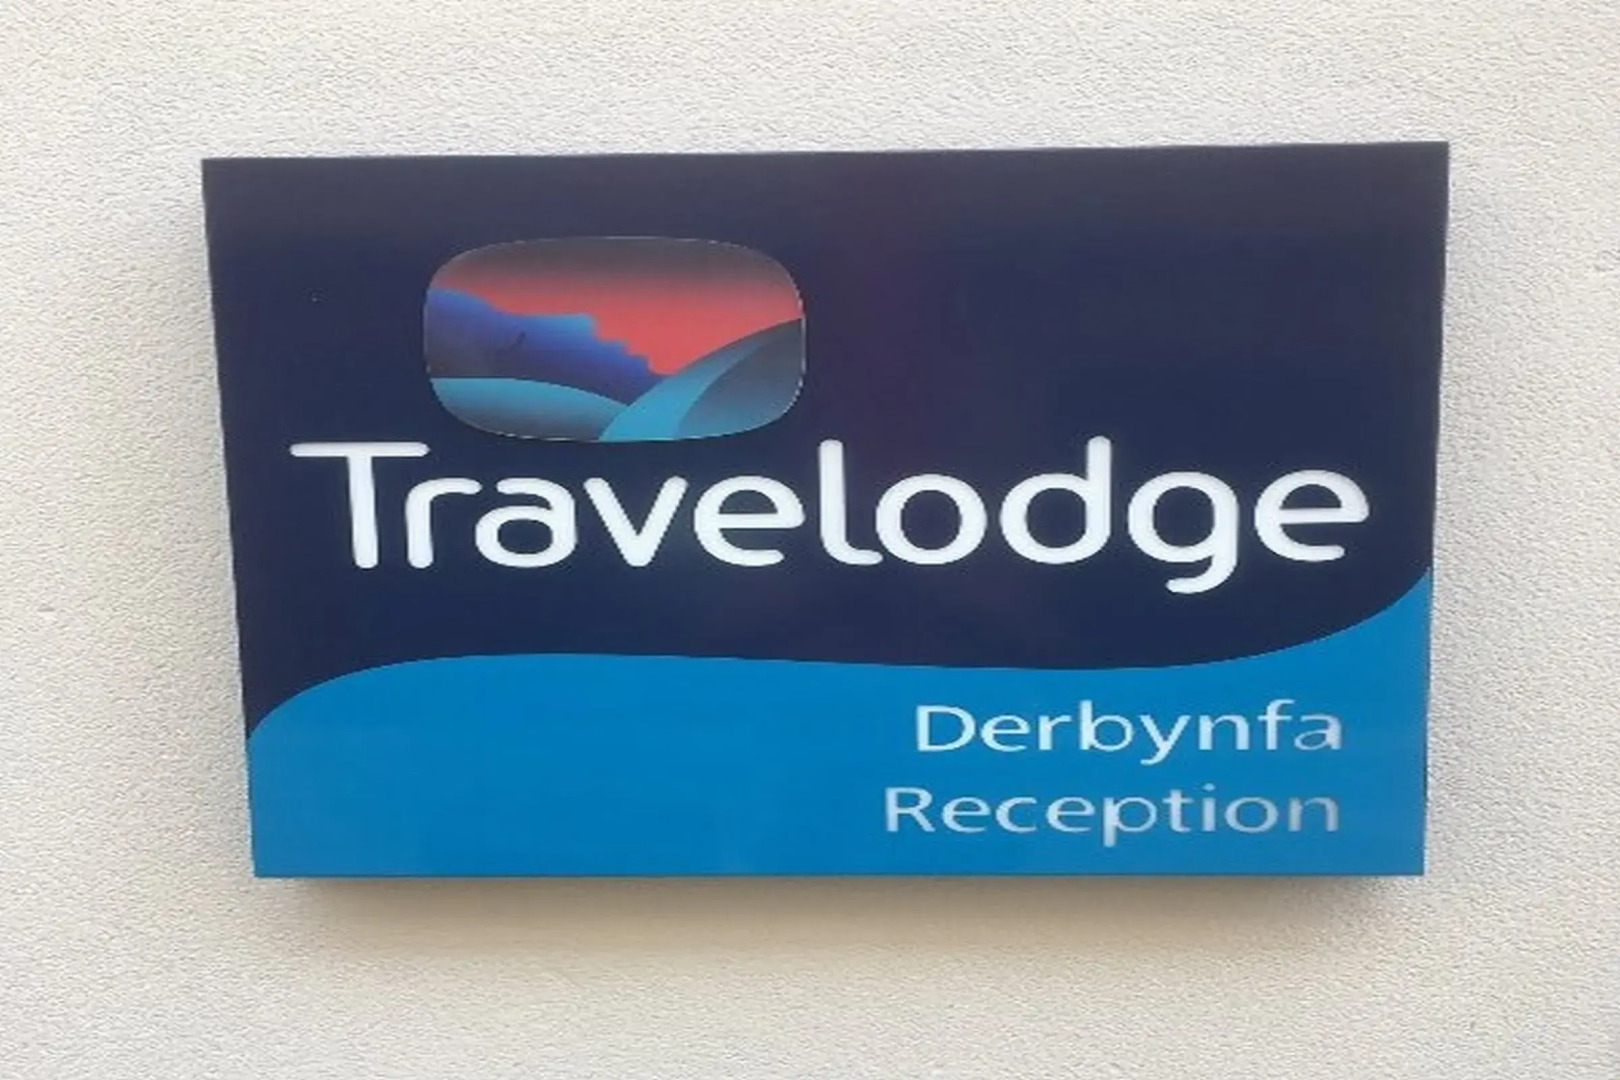 Travelodge
Derbynfa
Reception